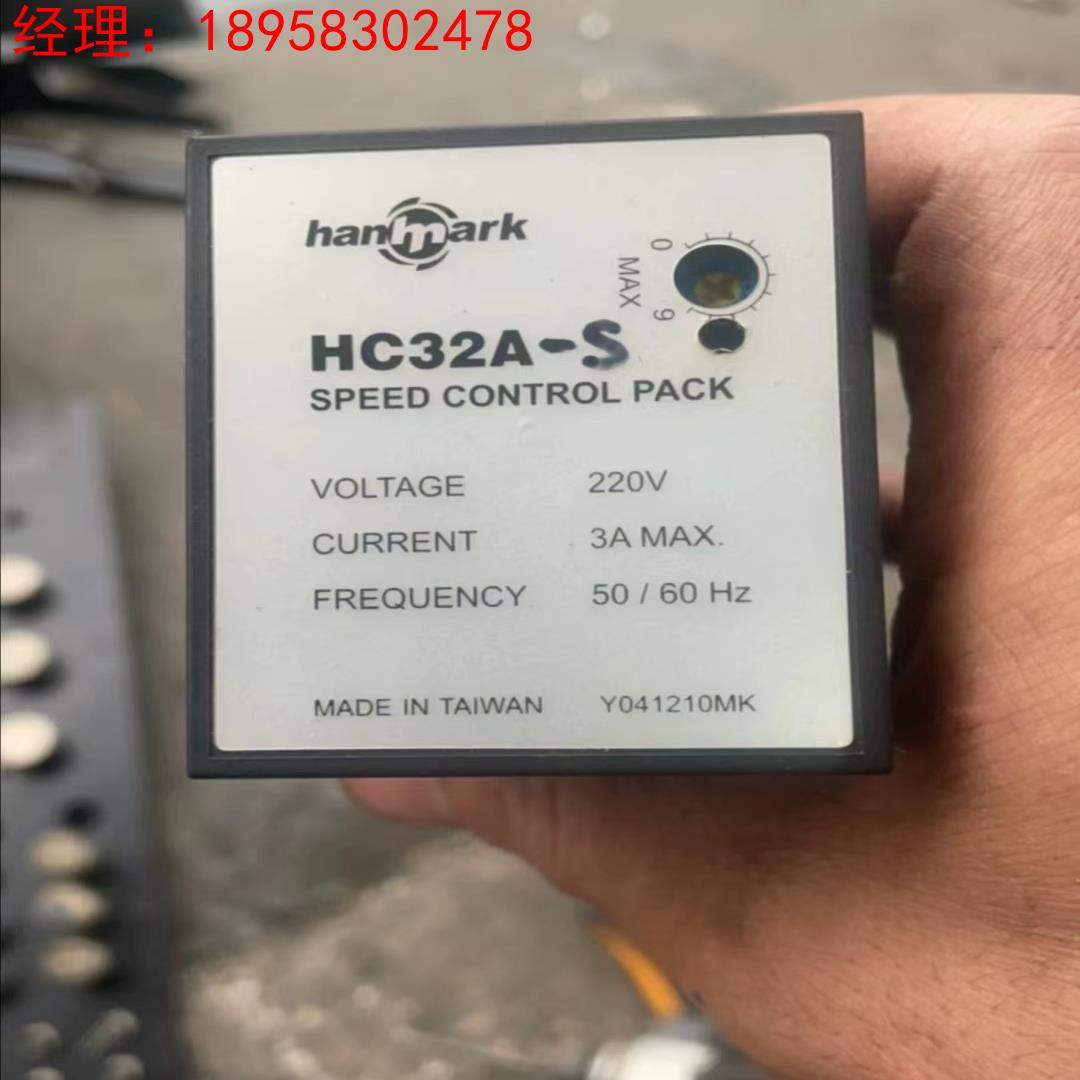 经理：18958302478
hanmark
0
MAX
9
HC32A-S
SPEED CONTROL PACK
VOLTAGE 220V
CURRENT 3A MAX.
FREQUENCY 50 / 60 Hz
MADE IN TAIWAN Y041210MK